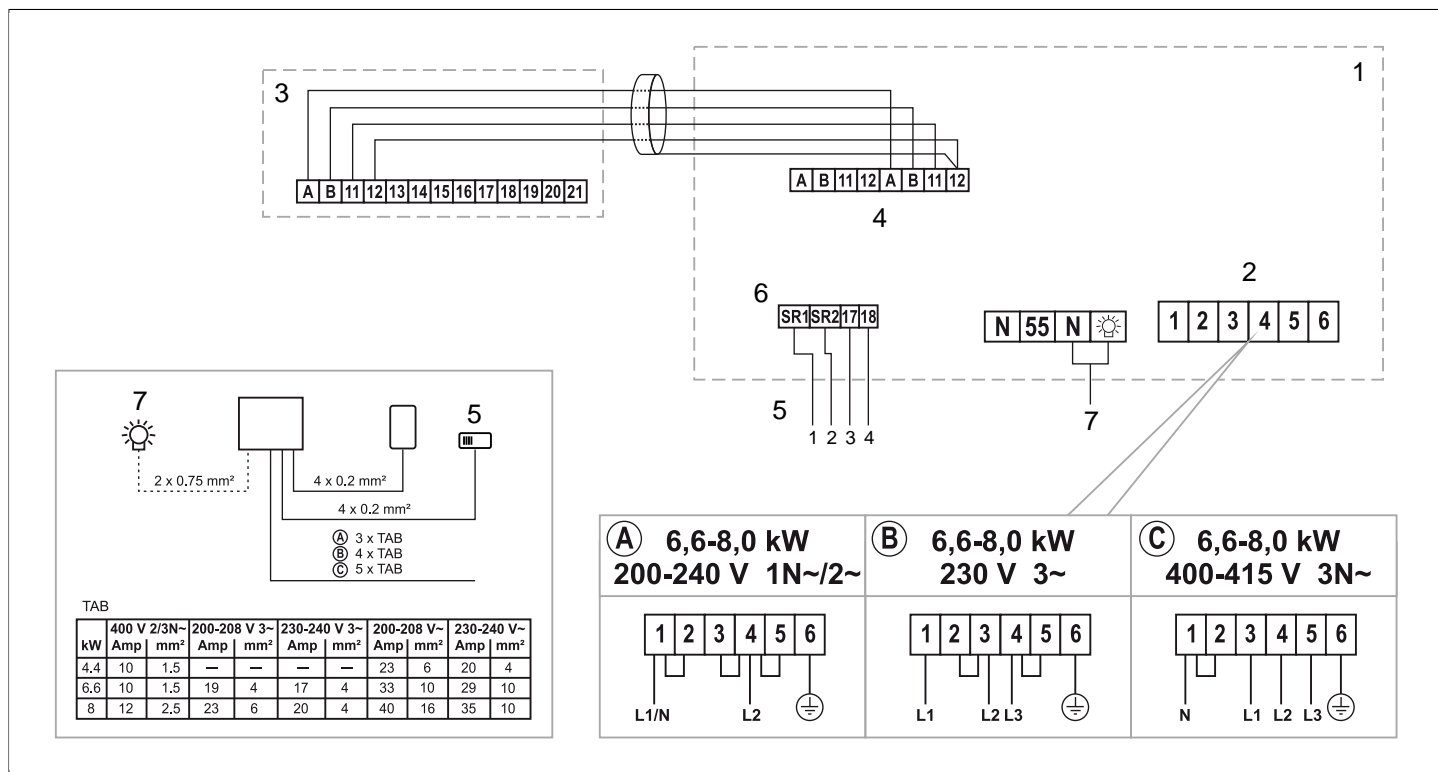 1
3
A B 11 12 13 14 15 16 17 18 19 20 21
A B 11 12 A B 11 12
4
2
6
SR1 SR2 17 18
N 55 N
1 2 3 4 5 6
5
1 2 3 4
7
7
5
2 x 0.75 mm²
4 x 0.2 mm²
4 x 0.2 mm²
A 3 x TAB
B 4 x TAB
C 5 x TAB
TAB
kW 400 V 2/3N~ 200-208 V 3~ 230-240 V 3~ 200-208 V~ 230-240 V~
Amp mm² Amp mm² Amp mm² Amp mm² Amp mm²
4.4 10 1.5 — — — — 23 6 20 4
6.6 10 1.5 19 4 17 4 33 10 29 10
8 12 2.5 23 6 20 4 40 16 35 10
A 6,6-8,0 kW
200-240 V 1N~/2~
1 2 3 4 5 6
L1/N L2
B 6,6-8,0 kW
230 V 3~
1 2 3 4 5 6
L1 L2 L3
C 6,6-8,0 kW
400-415 V 3N~
1 2 3 4 5 6
N L1 L2 L3